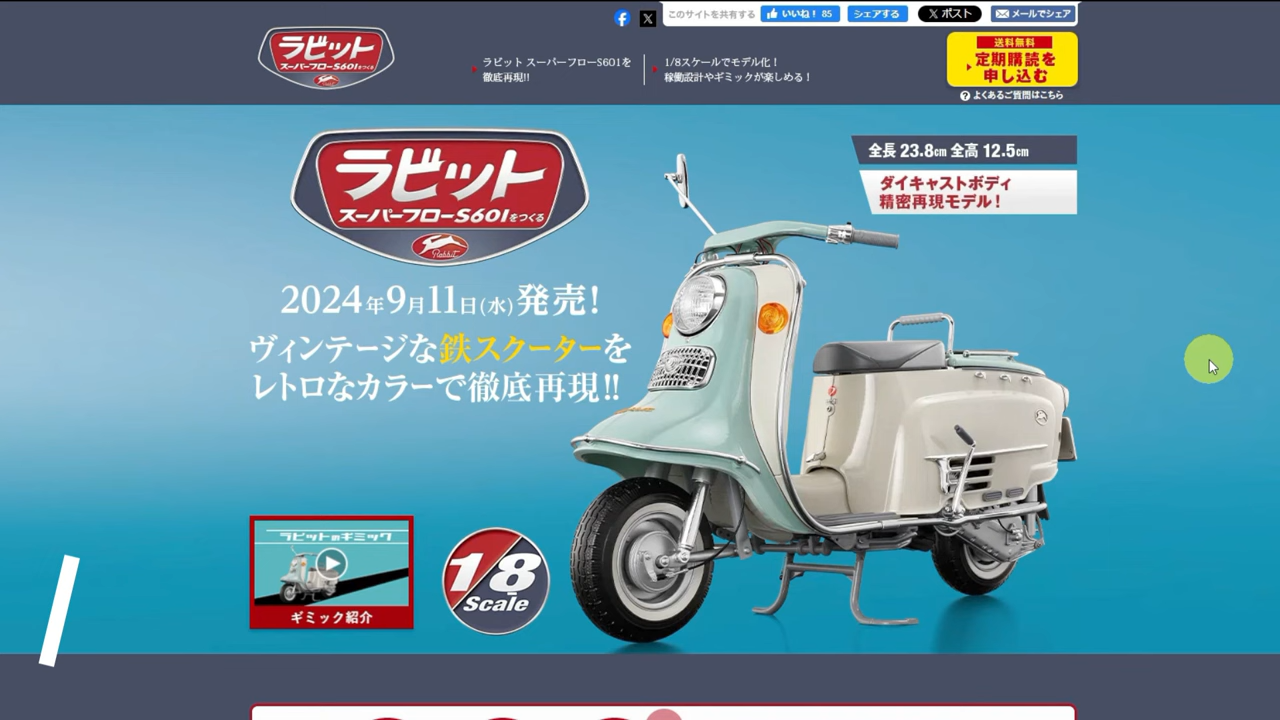 このサイトを共有する
いいね！ 85
シェアする
X ポスト
メールでシェア
ラビット
スーパーフローS601をつくる
Rabbit
ラビット スーパーフローS601を
徹底再現!!
1/8スケールでモデル化！
稼働設計やギミックが楽しめる！
送料無料
定期購読を
申し込む
よくあるご質問はこちら
ラビット
スーパーフローS601をつくる
Rabbit
全長 23.8cm 全高 12.5cm
ダイキャストボディ
精密再現モデル！
2024年9月11日(水)発売！
ヴィンテージな鉄スクーターを
レトロなカラーで徹底再現!!
ラビットのギミック
ギミック紹介
1/8
Scale